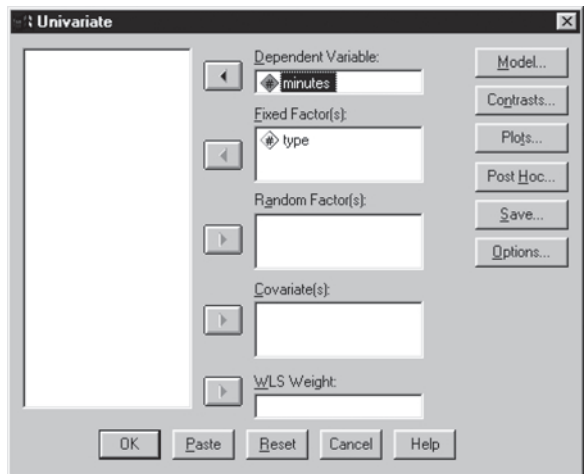 Univariate
Dependent Variable:
minutes
Fixed Factor(s):
type
Random Factor(s):
Covariate(s):
WLS Weight:
Model...
Contrasts...
Plots...
Post Hoc...
Save...
Options...
OK
Paste
Reset
Cancel
Help